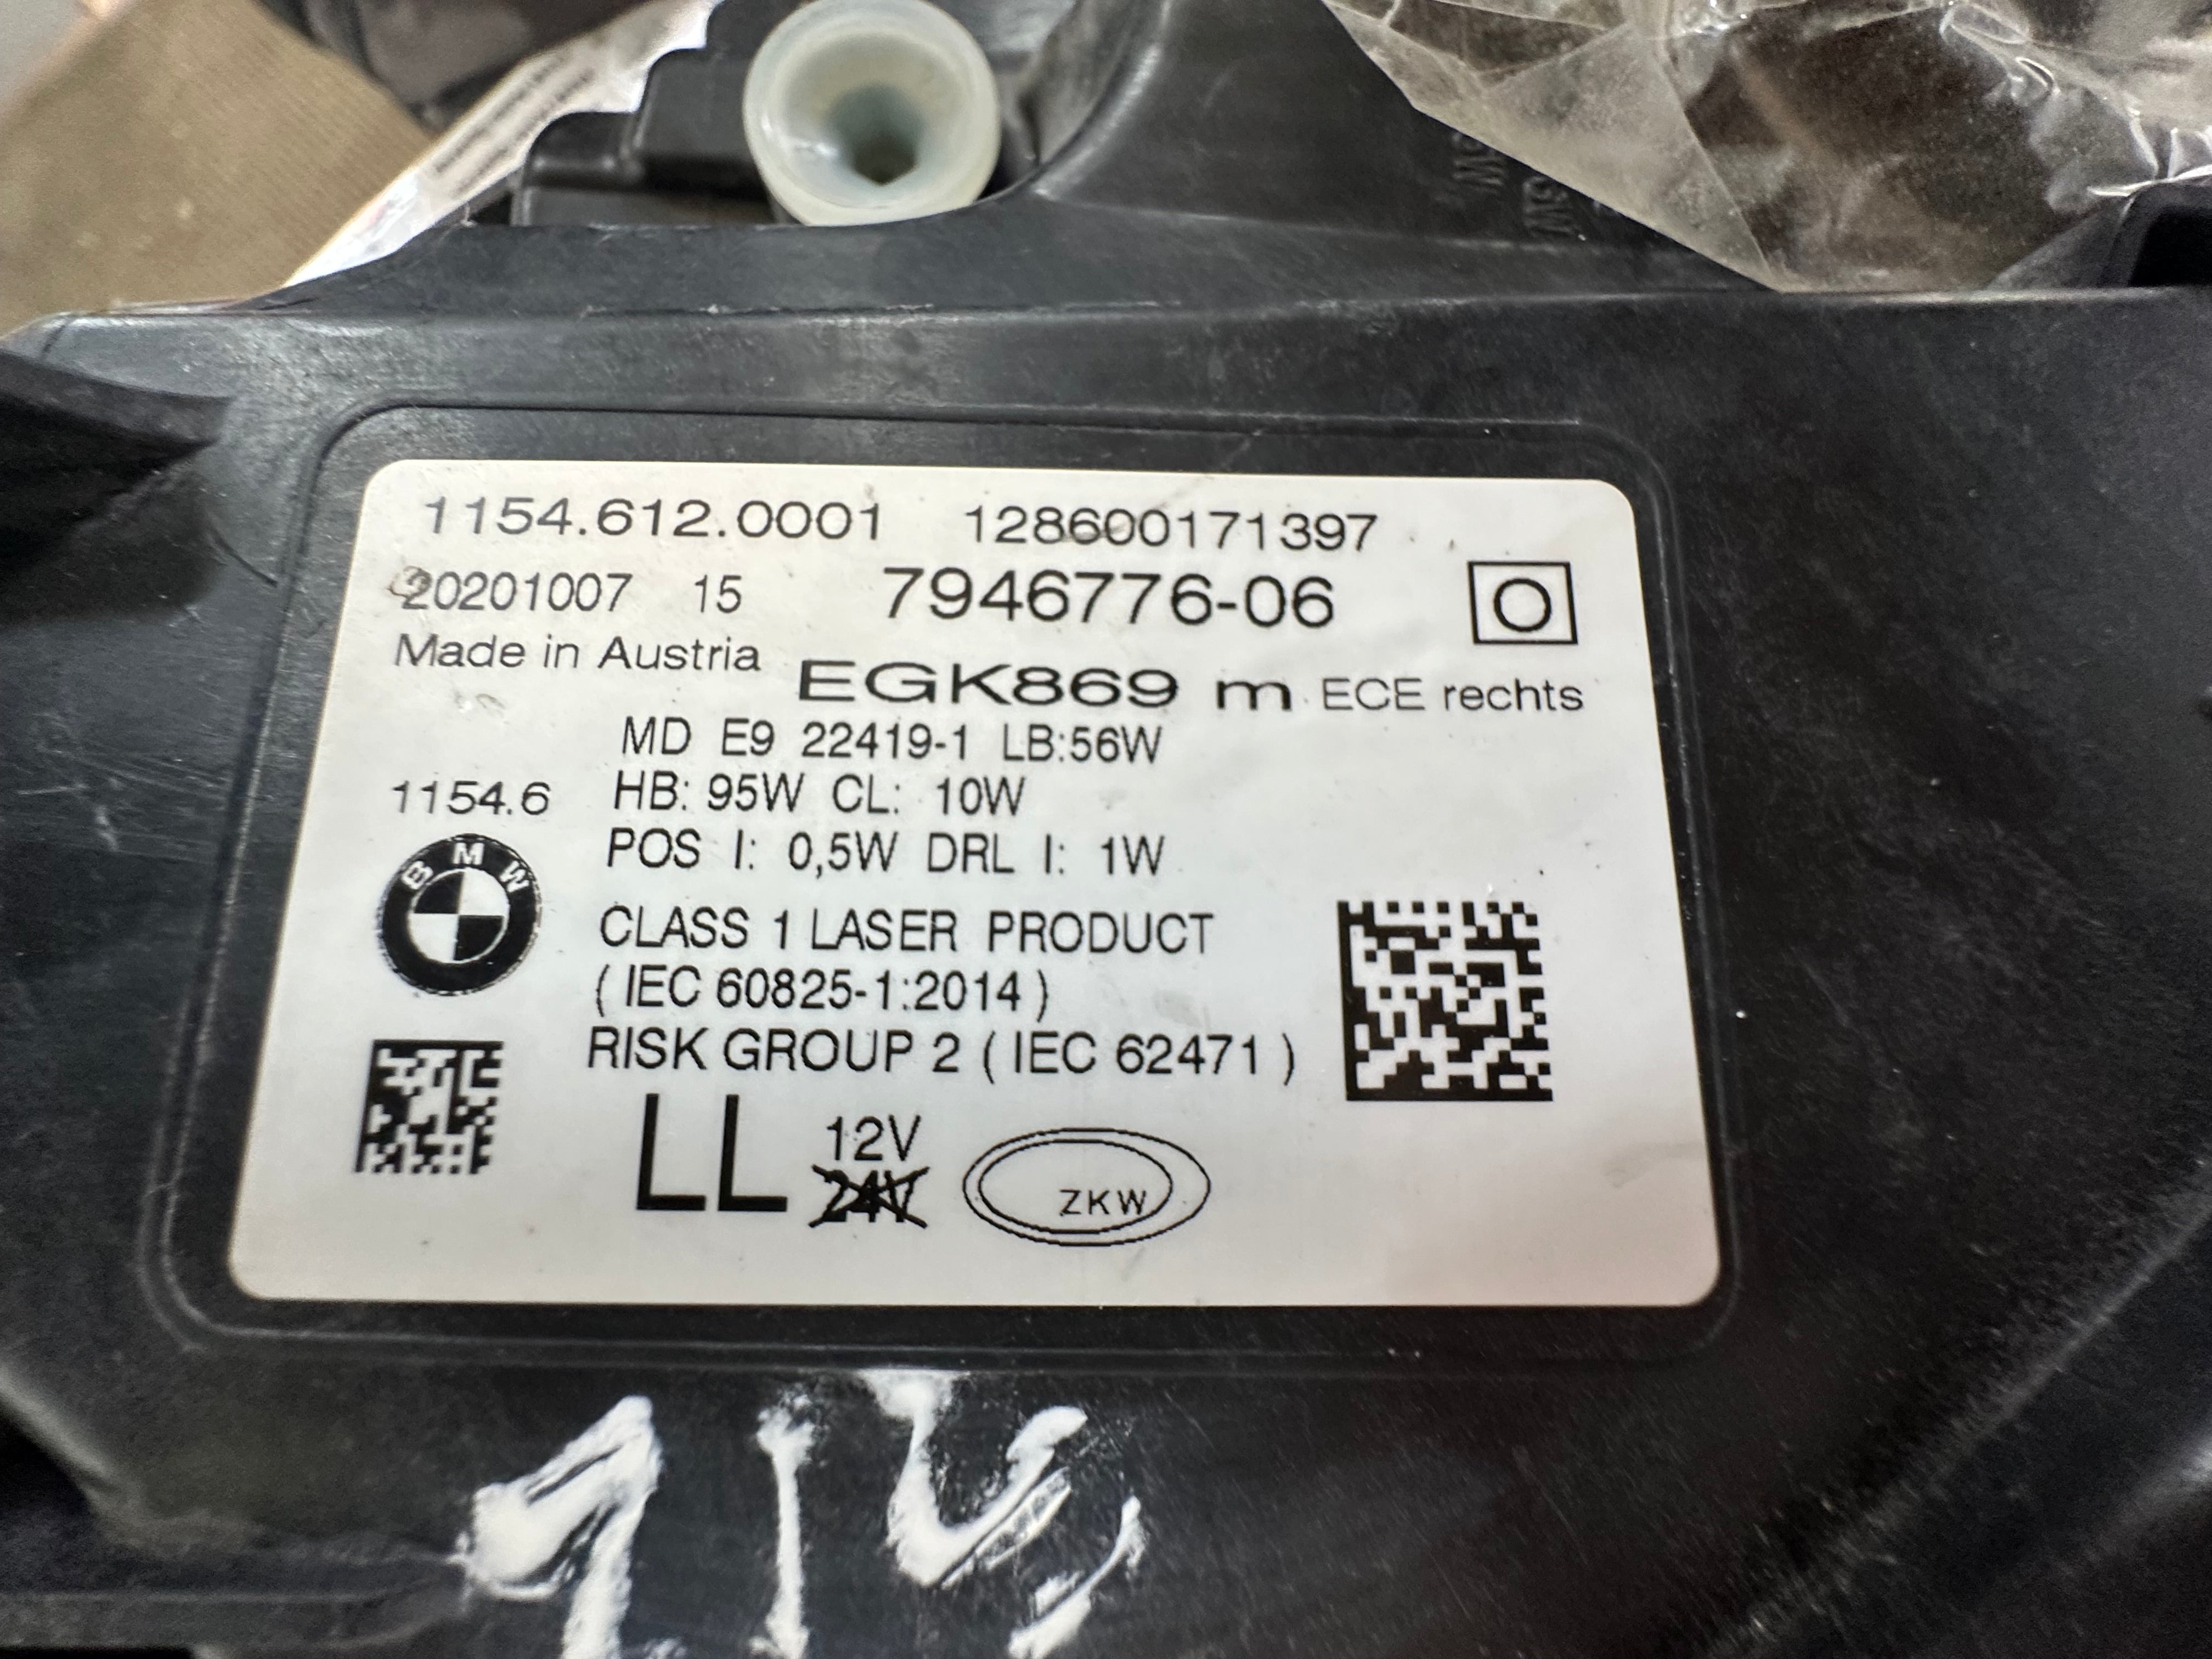 1154.612.0001 128600171397
20201007 15 7946776-06 O
Made in Austria
EGK869 m ECE rechts
MD E9 22419-1 LB:56W
1154.6 HB: 95W CL: 10W
POS I: 0,5W DRL I: 1W
BMW
CLASS 1 LASER PRODUCT
( IEC 60825-1:2014 )
RISK GROUP 2 ( IEC 62471 )
LL 12V
24V
ZKW